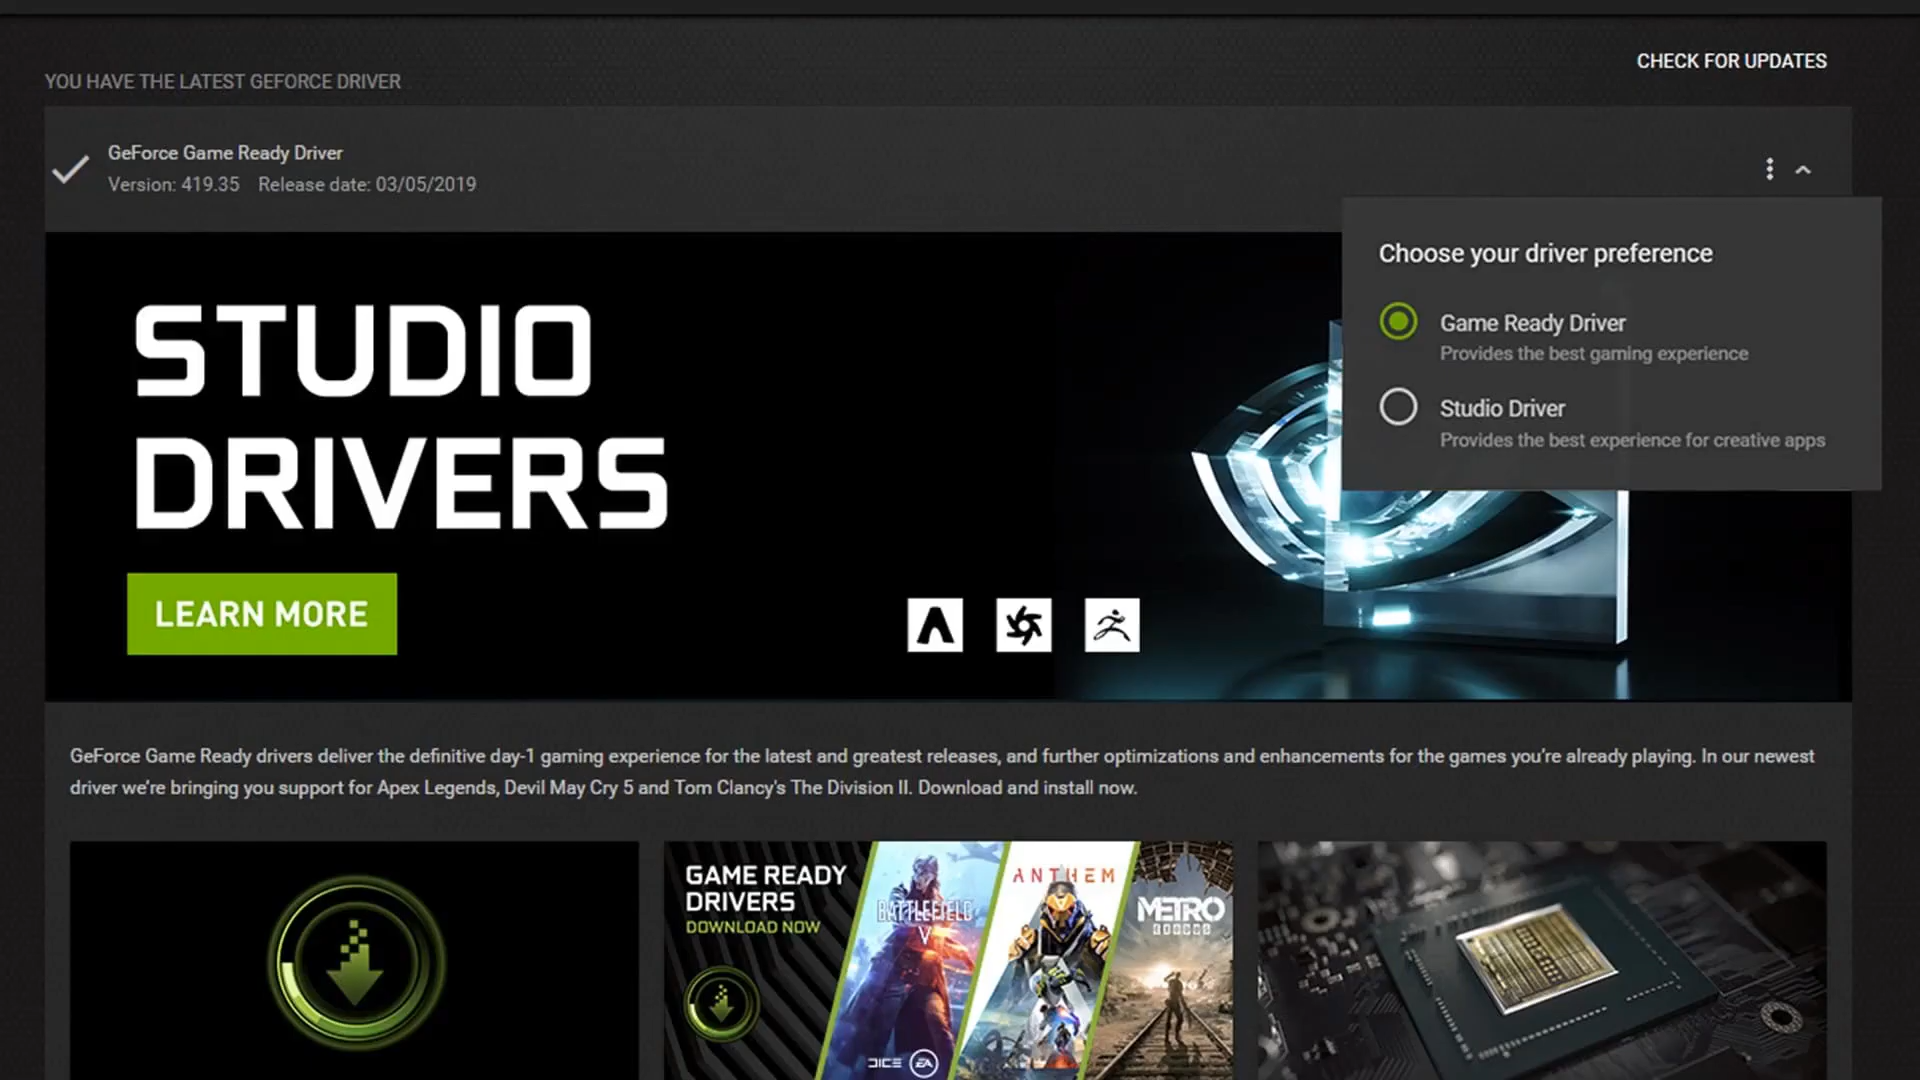 CHECK FOR UPDATES
YOU HAVE THE LATEST GEFORCE DRIVER
GeForce Game Ready Driver
Version: 419.35 Release date: 03/05/2019
Choose your driver preference
Game Ready Driver
Provides the best gaming experience
Studio Driver
Provides the best experience for creative apps
STUDIO
DRIVERS
LEARN MORE
GeForce Game Ready drivers deliver the definitive day-1 gaming experience for the latest and greatest releases, and further optimizations and enhancements for the games you’re already playing. In our newest
driver we’re bringing you support for Apex Legends, Devil May Cry 5 and Tom Clancy's The Division II. Download and install now.
GAME READY
DRIVERS
DOWNLOAD NOW
BATTLEFIELD
V
DICE EA
ANTHEM
METRO
EXODUS